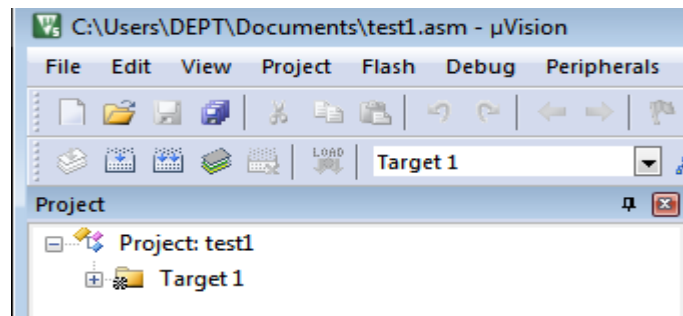 C:\Users\DEPT\Documents\test1.asm - µVision
File Edit View Project Flash Debug Peripherals
LOAD
Target 1
Project
Project: test1
Target 1